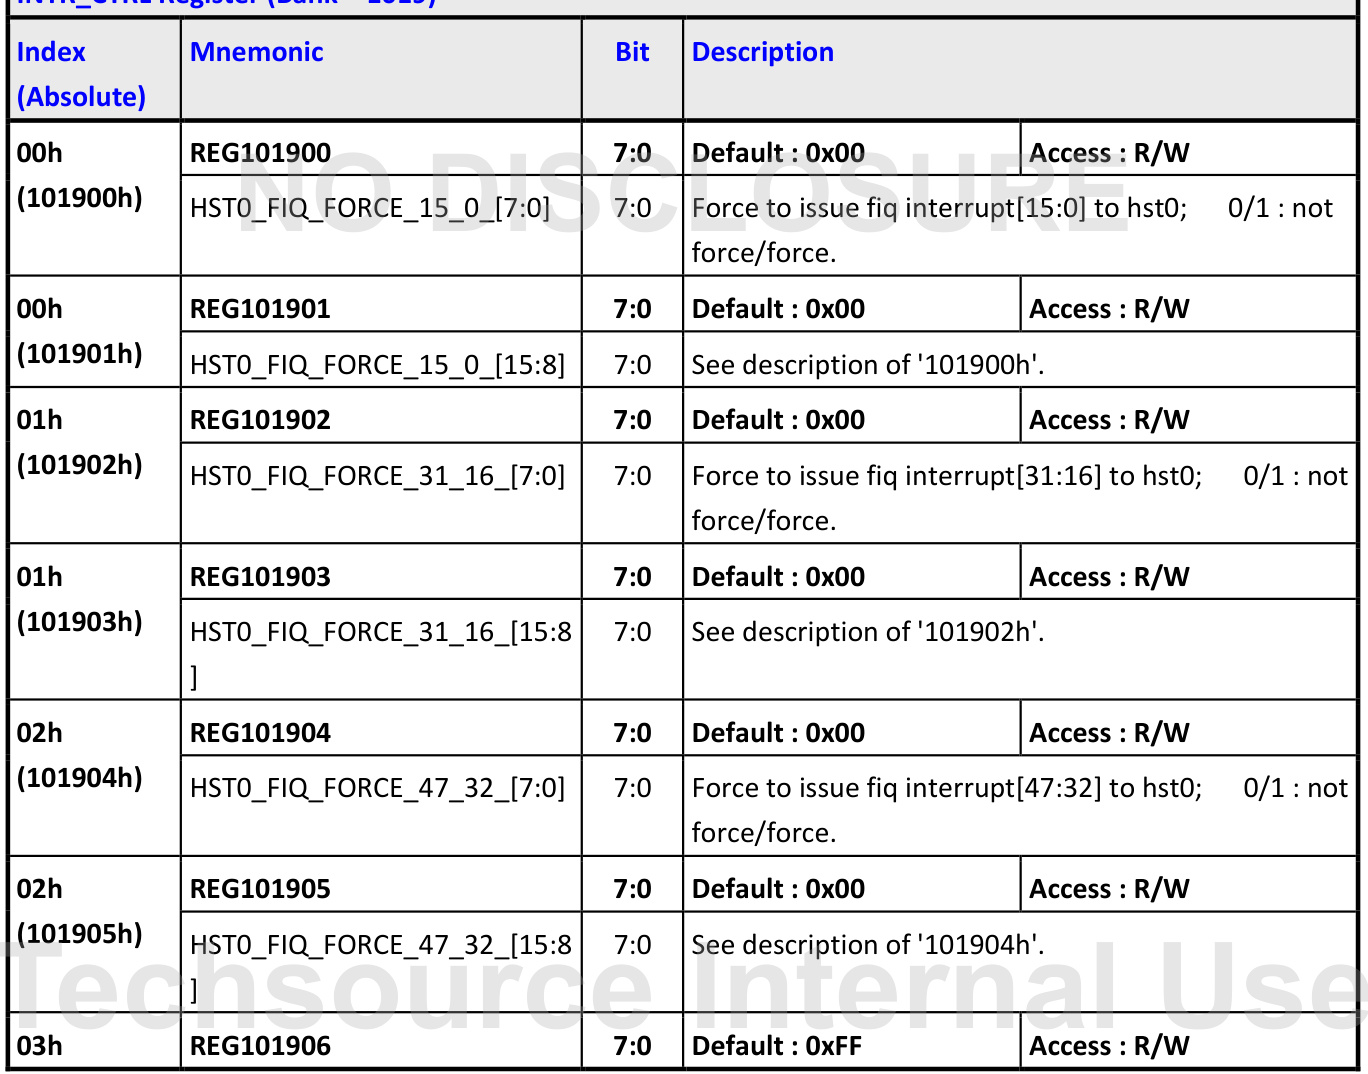 INTR_CTRL Register (Bank = 1019)
Index
(Absolute)
Mnemonic
Bit
Description
00h
(101900h)
REG101900
7:0
Default : 0x00
Access : R/W
HST0_FIQ_FORCE_15_0_[7:0]
7:0
Force to issue fiq interrupt[15:0] to hst0; 0/1 : not
force/force.
NO DISCLOSURE
00h
(101901h)
REG101901
7:0
Default : 0x00
Access : R/W
HST0_FIQ_FORCE_15_0_[15:8]
7:0
See description of '101900h'.
01h
(101902h)
REG101902
7:0
Default : 0x00
Access : R/W
HST0_FIQ_FORCE_31_16_[7:0]
7:0
Force to issue fiq interrupt[31:16] to hst0; 0/1 : not
force/force.
01h
(101903h)
REG101903
7:0
Default : 0x00
Access : R/W
HST0_FIQ_FORCE_31_16_[15:8
]
7:0
See description of '101902h'.
02h
(101904h)
REG101904
7:0
Default : 0x00
Access : R/W
HST0_FIQ_FORCE_47_32_[7:0]
7:0
Force to issue fiq interrupt[47:32] to hst0; 0/1 : not
force/force.
02h
(101905h)
REG101905
7:0
Default : 0x00
Access : R/W
HST0_FIQ_FORCE_47_32_[15:8
]
7:0
See description of '101904h'.
Techsource Internal Use
03h
REG101906
7:0
Default : 0xFF
Access : R/W